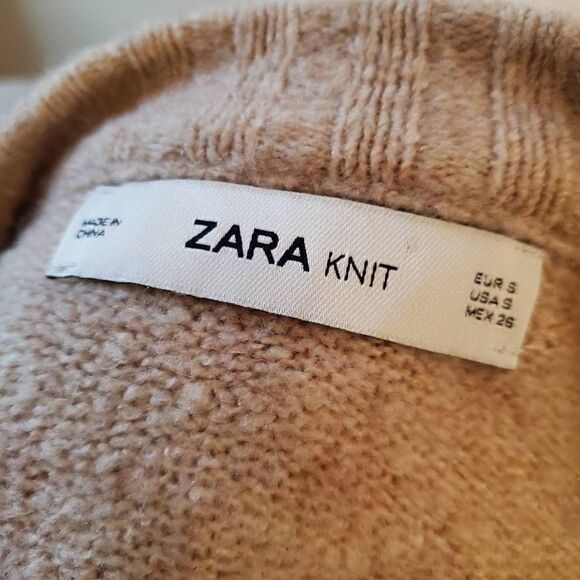 MADE IN
CHINA
ZARA KNIT
EUR S
USA S
MEX 26